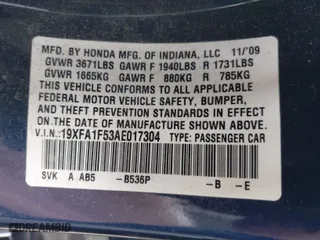 MFD. BY HONDA MFG. OF INDIANA, LLC 11/'09
GVWR 3671LBS GAWR F 1940LBS R 1731LBS
GVWR 1665KG GAWR F 880KG R 785KG
THIS VEHICLE CONFORMS TO ALL APPLICABLE
FEDERAL MOTOR VEHICLE SAFETY, BUMPER,
AND THEFT PREVENTION STANDARDS IN EFFECT
ON THE DATE OF MANUFACTURE SHOWN ABOVE.
V.I.N.: 19XFA1F53AE017304 TYPE: PASSENGER CAR
SVK A AB5 -B536P -B -E
DREAMBID